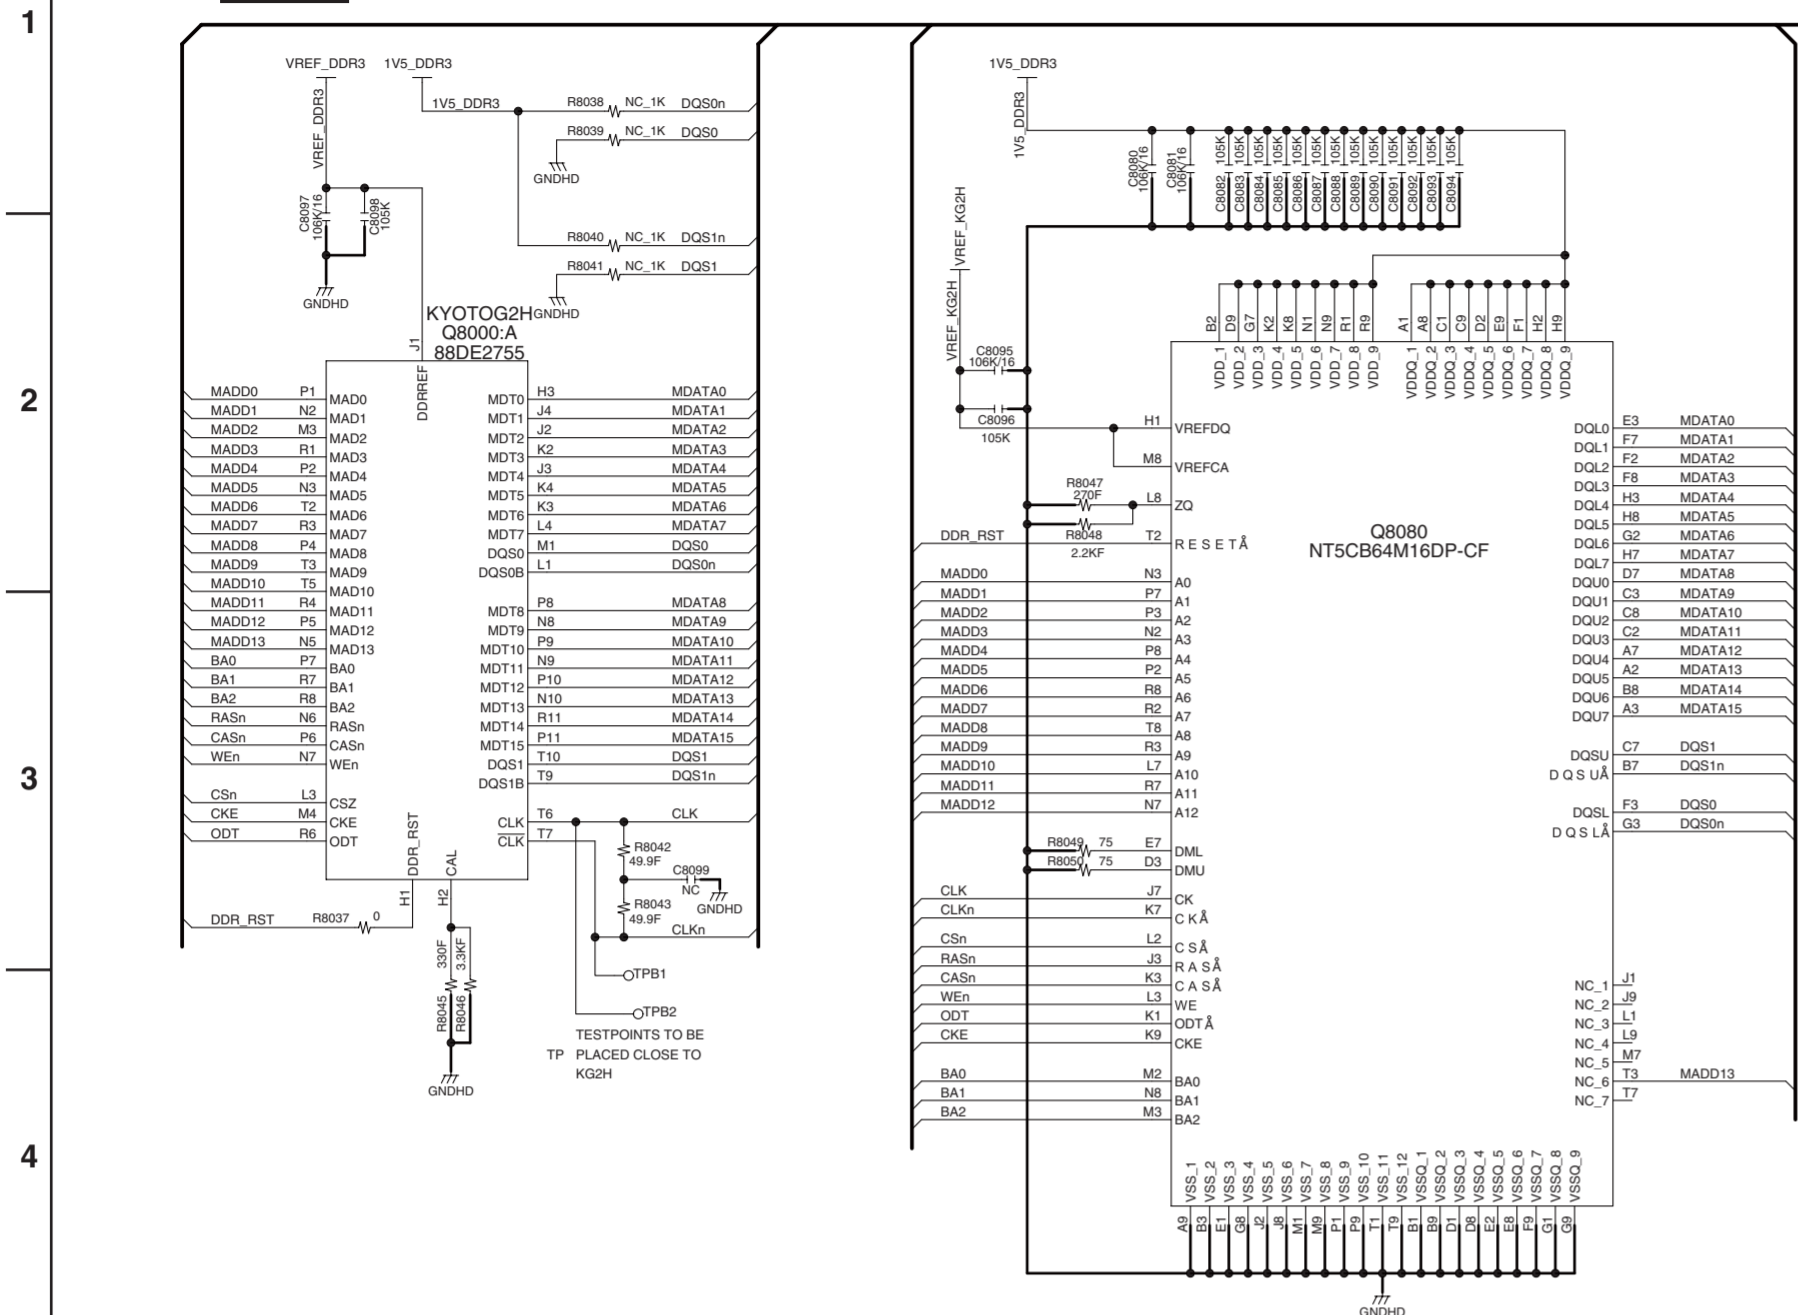 1
2
3
4
VREF_DDR3
1V5_DDR3
VREF_DDR3
1V5_DDR3
R8038 NC_1K DQS0n
R8039 NC_1K DQS0
GNDHD
C8097
106K/16
C8098
105K
GNDHD
R8040 NC_1K DQS1n
R8041 NC_1K DQS1
GNDHD
KYOTOG2H
Q8000:A
88DE2755
J1
DDRREF
MADD0 P1 MAD0
MADD1 N2 MAD1
MADD2 M3 MAD2
MADD3 R1 MAD3
MADD4 P2 MAD4
MADD5 N3 MAD5
MADD6 T2 MAD6
MADD7 R3 MAD7
MADD8 P4 MAD8
MADD9 T3 MAD9
MADD10 T5 MAD10
MADD11 R4 MAD11
MADD12 P5 MAD12
MADD13 N5 MAD13
BA0 P7 BA0
BA1 R7 BA1
BA2 R8 BA2
RASn N6 RASn
CASn P6 CASn
WEn N7 WEn
CSn L3 CSZ
CKE M4 CKE
ODT R6 ODT
MDT0 H3 MDATA0
MDT1 J4 MDATA1
MDT2 J2 MDATA2
MDT3 K2 MDATA3
MDT4 J3 MDATA4
MDT5 K4 MDATA5
MDT6 K3 MDATA6
MDT7 L4 MDATA7
DQS0 M1 DQS0
DQS0B L1 DQS0n
MDT8 P8 MDATA8
MDT9 N8 MDATA9
MDT10 P9 MDATA10
MDT11 N9 MDATA11
MDT12 P10 MDATA12
MDT13 N10 MDATA13
MDT14 R11 MDATA14
MDT15 P11 MDATA15
DQS1 T10 DQS1
DQS1B T9 DQS1n
CLK T6 CLK
CLK T7
DDR_RST
CAL
H1
H2
DDR_RST R8037 0
R8042
49.9F
C8099
NC
GNDHD
R8043
49.9F
CLKn
330F
3.3KF
R8045
R8046
GNDHD
TPB1
TPB2
TESTPOINTS TO BE
TP PLACED CLOSE TO
KG2H
1V5_DDR3
1V5_DDR3
C8080
106K/16
C8081
106K/16
C8082 105K
C8083 105K
C8084 105K
C8085 105K
C8086 105K
C8087 105K
C8088 105K
C8089 105K
C8090 105K
C8091 105K
C8092 105K
C8093 105K
C8094 105K
VREF_KG2H
VREF_KG2H
C8095
106K/16
C8096
105K
B2 VDD_1
D9 VDD_2
G7 VDD_3
K2 VDD_4
K8 VDD_5
N1 VDD_6
N9 VDD_7
R1 VDD_8
R9 VDD_9
A1 VDDQ_1
A8 VDDQ_2
C1 VDDQ_3
C9 VDDQ_4
D2 VDDQ_5
E9 VDDQ_6
F1 VDDQ_7
H2 VDDQ_8
H9 VDDQ_9
H1 VREFDQ
M8 VREFCA
R8047
270F
L8 ZQ
R8048
2.2KF
DDR_RST T2 RESETÅ
Q8080
NT5CB64M16DP-CF
MADD0 N3 A0
MADD1 P7 A1
MADD2 P3 A2
MADD3 N2 A3
MADD4 P8 A4
MADD5 P2 A5
MADD6 R8 A6
MADD7 R2 A7
MADD8 T8 A8
MADD9 R3 A9
MADD10 L7 A10
MADD11 R7 A11
MADD12 N7 A12
R8049 75 E7 DML
R8050 75 D3 DMU
CLK J7 CK
CLKn K7 CKÅ
CSn L2 CSÅ
RASn J3 RASÅ
CASn K3 CASÅ
WEn L3 WE
ODT K1 ODTÅ
CKE K9 CKE
BA0 M2 BA0
BA1 N8 BA1
BA2 M3 BA2
DQL0 E3 MDATA0
DQL1 F7 MDATA1
DQL2 F2 MDATA2
DQL3 F8 MDATA3
DQL4 H3 MDATA4
DQL5 H8 MDATA5
DQL6 G2 MDATA6
DQL7 H7 MDATA7
DQU0 D7 MDATA8
DQU1 C3 MDATA9
DQU2 C8 MDATA10
DQU3 C2 MDATA11
DQU4 A7 MDATA12
DQU5 A2 MDATA13
DQU6 B8 MDATA14
DQU7 A3 MDATA15
DQSU C7 DQS1
DQSUÅ B7 DQS1n
DQSL F3 DQS0
DQSLÅ G3 DQS0n
NC_1 J1
NC_2 J9
NC_3 L1
NC_4 L9
NC_5 M7
NC_6 T3 MADD13
NC_7 T7
VSS_1 A9
VSS_2 B3
VSS_3 E1
VSS_4 G8
VSS_5 J2
VSS_6 J8
VSS_7 M1
VSS_8 M9
VSS_9 P1
VSS_10 P9
VSS_11 T1
VSS_12 T9
VSSQ_1 B1
VSSQ_2 B9
VSSQ_3 D1
VSSQ_4 D8
VSSQ_5 E2
VSSQ_6 E8
VSSQ_7 F9
VSSQ_8 G1
VSSQ_9 G9
GNDHD